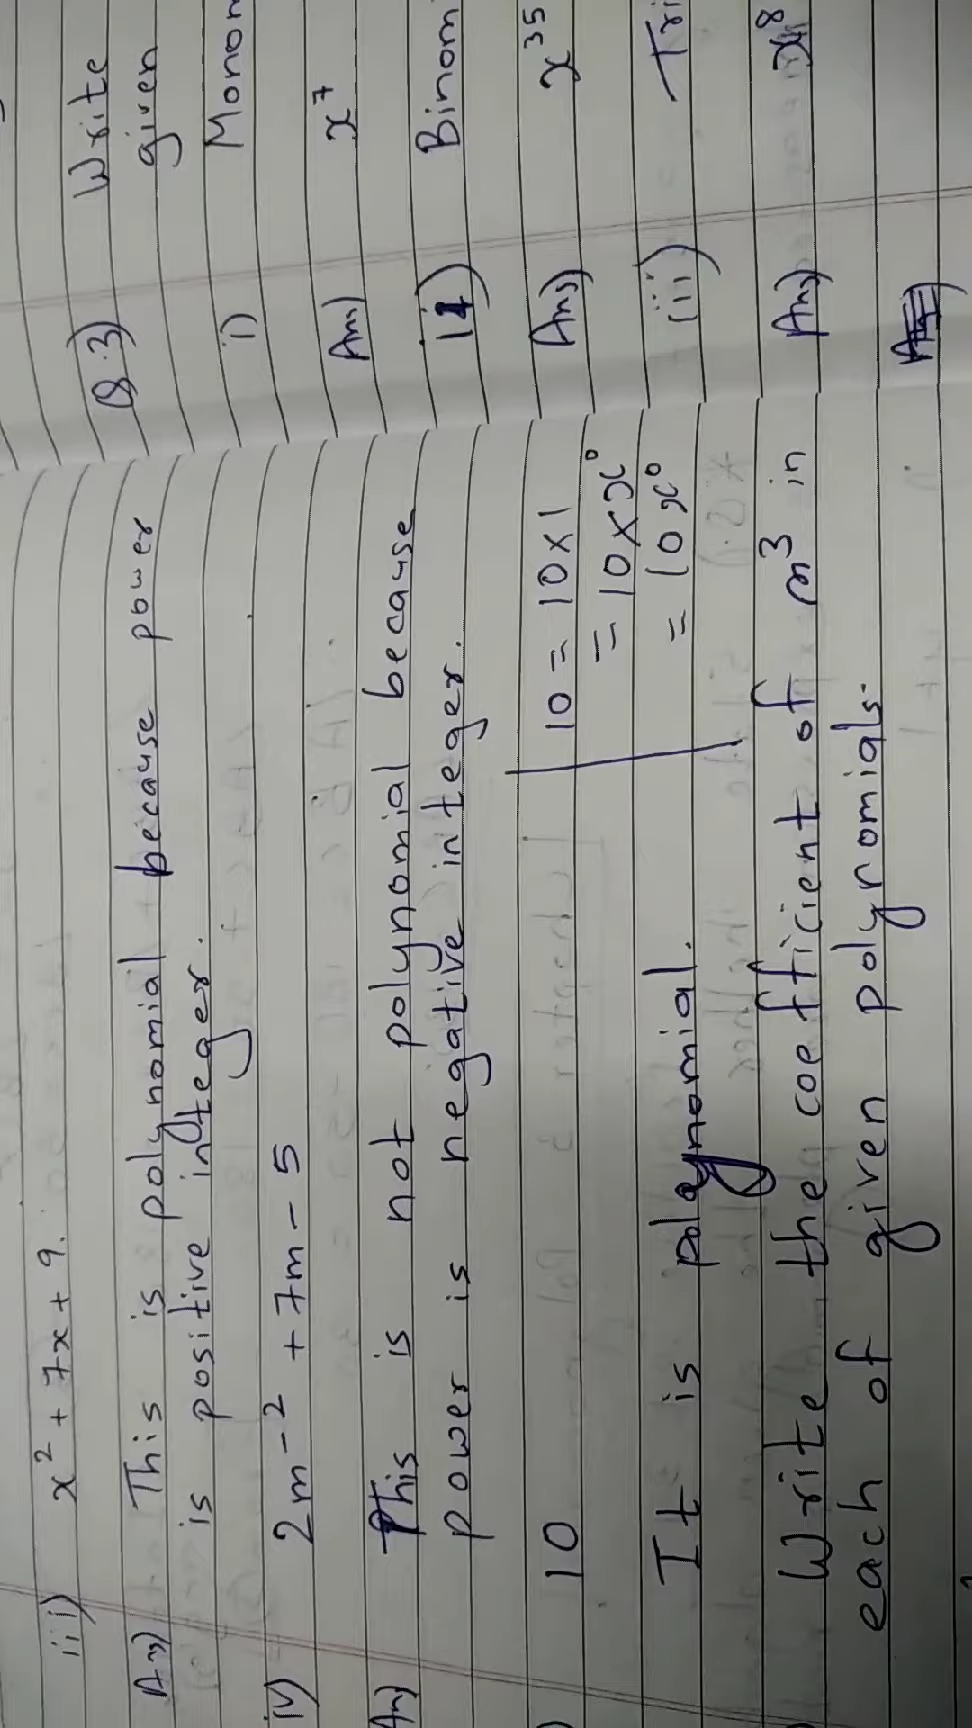 iii) x² + 7x + 9.
Ans) This is polynomial because power
is positive integer.
iv) 2m⁻² + 7m - 5
Ans) This is not polynomial because
power is negative integer.
10 10 = 10 x 1
= 10 x x⁰
It is polynomial. = 10x⁰
Write the coefficient of m³ in
each of given polynomials.
Q.3) Write
given
i)
Ans) x⁷
ii)
Ans) x³⁵
iii)
Ans) x⁸